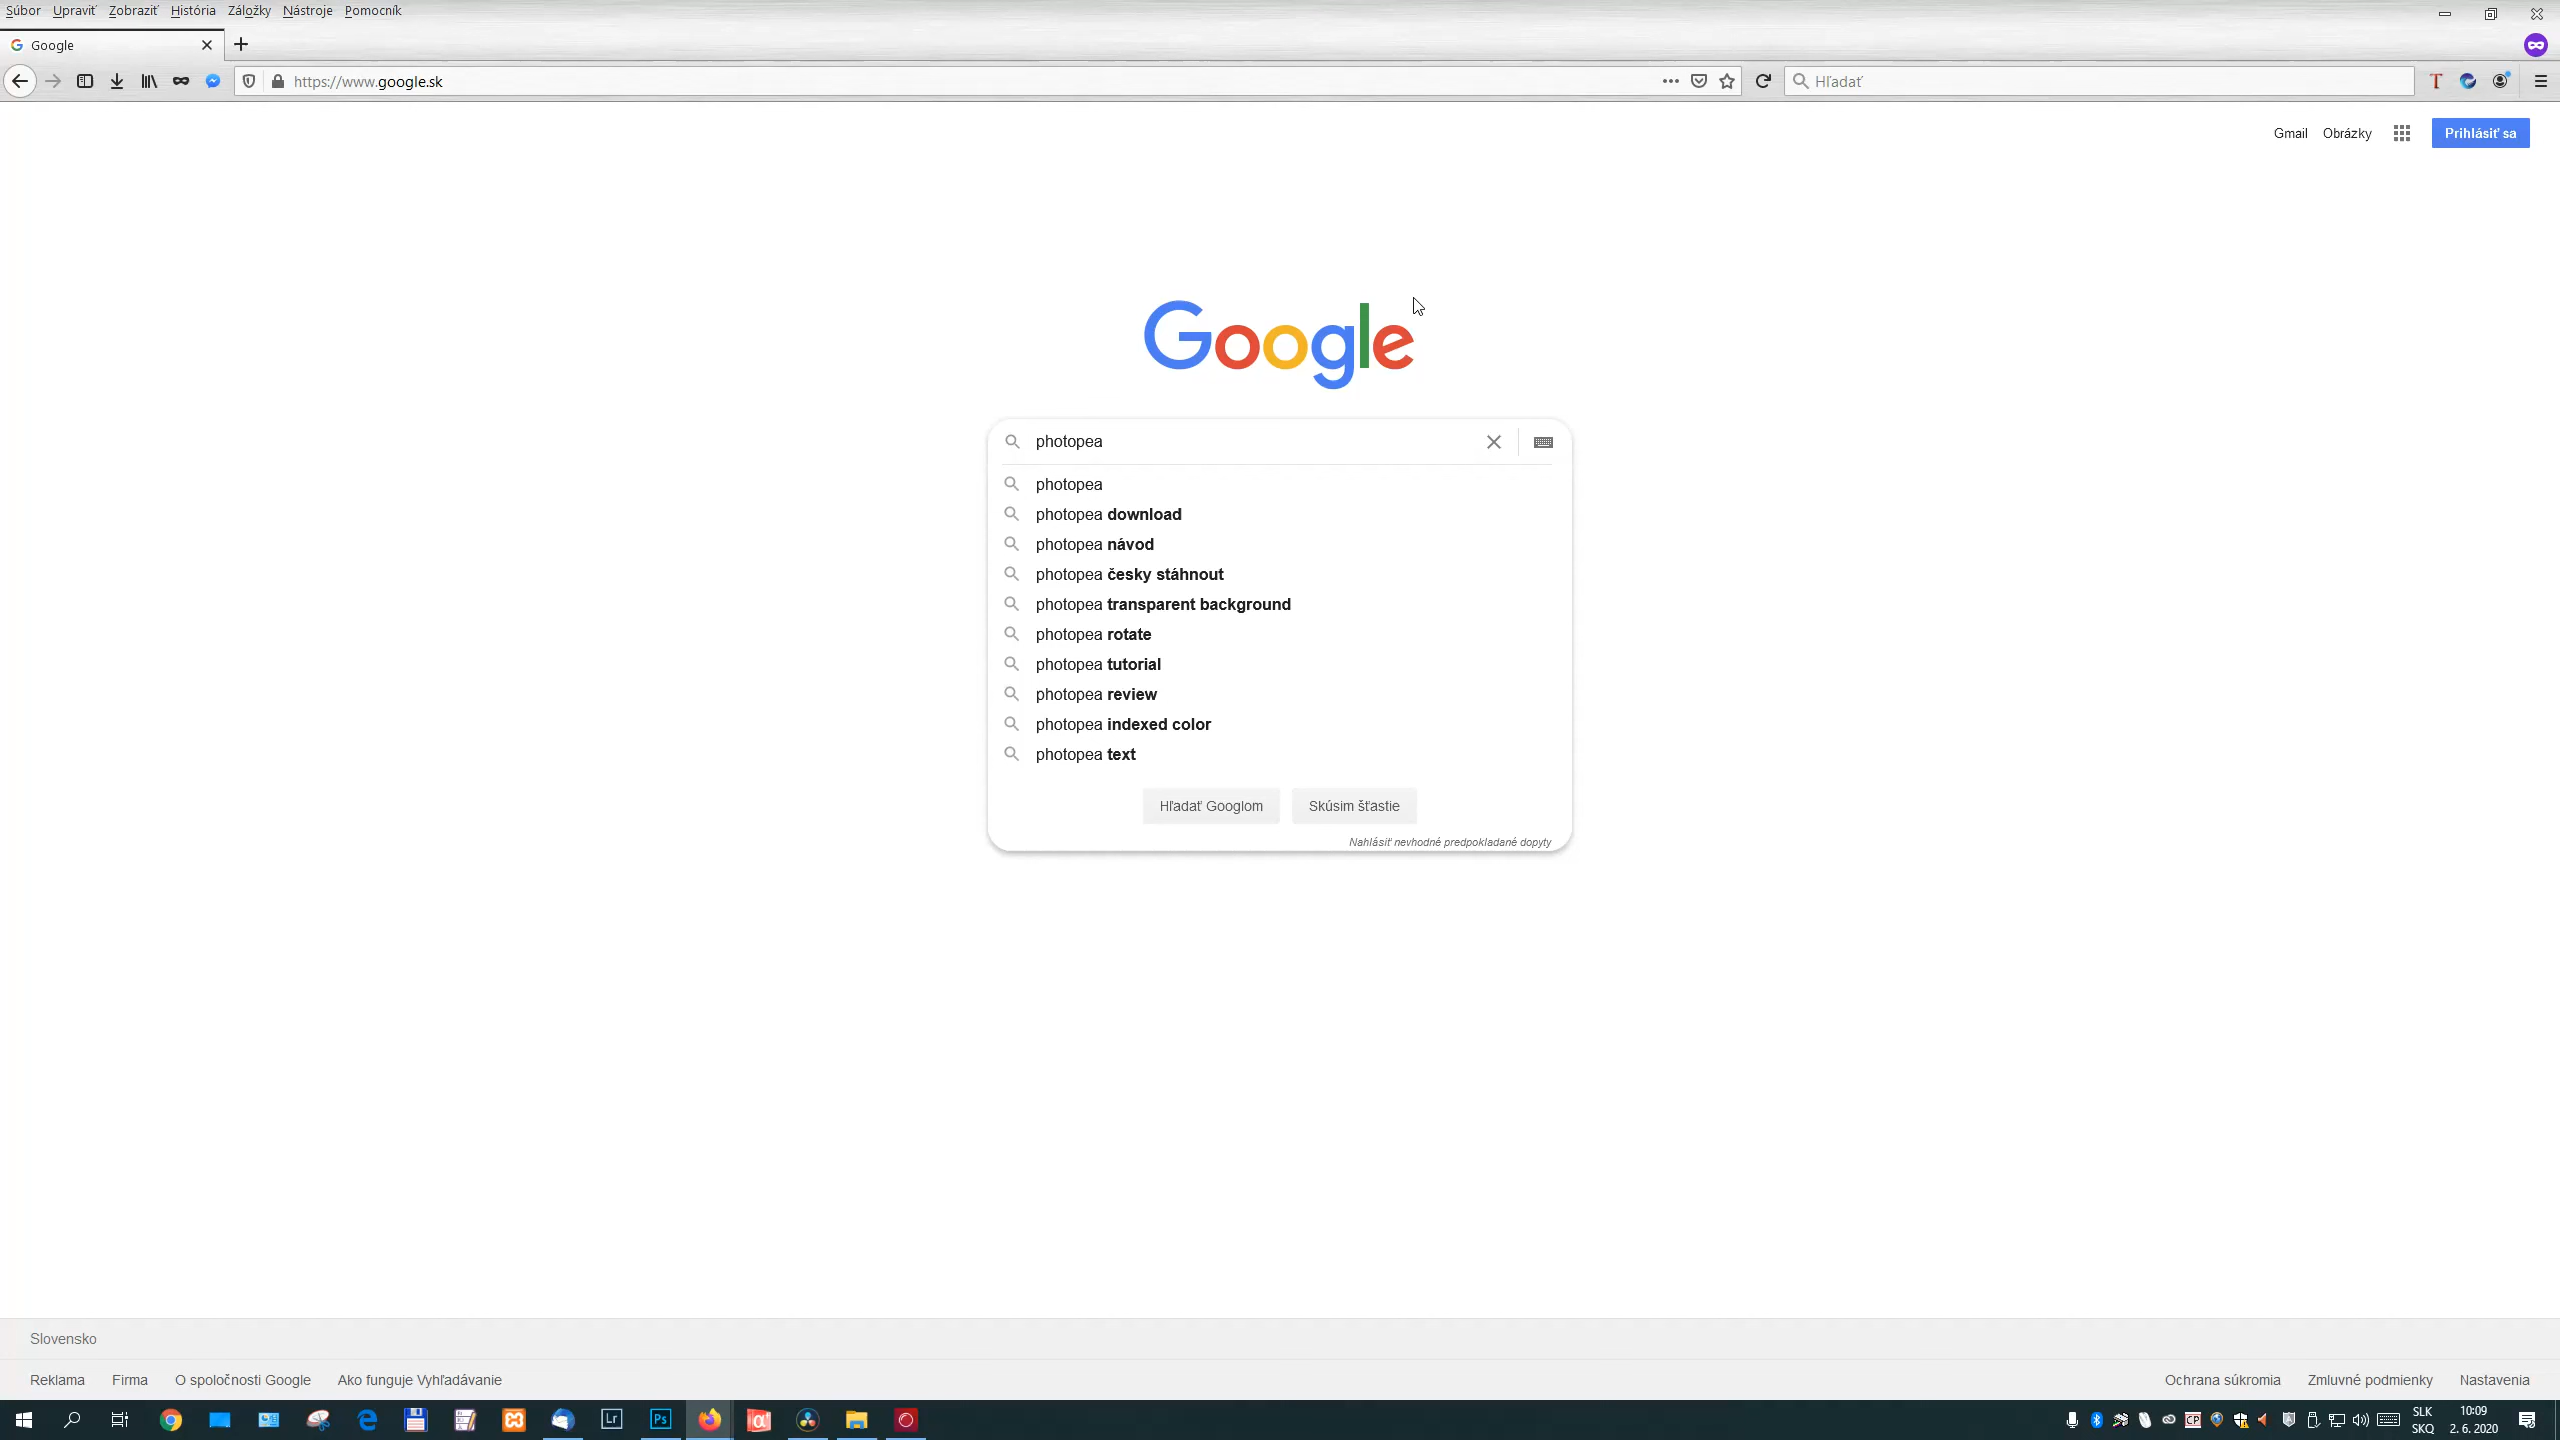 Súbor Upraviť Zobraziť História Záložky Nástroje Pomocník
Google
https://www.google.sk
Hľadať
Gmail Obrázky Prihlásiť sa
Google
photopea
photopea
photopea download
photopea návod
photopea česky stáhnout
photopea transparent background
photopea rotate
photopea tutorial
photopea review
photopea indexed color
photopea text
Hľadať Googlom Skúsim šťastie
Nahlásiť nevhodné predpokladané dopyty
Slovensko
Reklama Firma O spoločnosti Google Ako funguje Vyhľadávanie Ochrana súkromia Zmluvné podmienky Nastavenia
Lr Ps
SLK 10:09
SKQ 2. 6. 2020